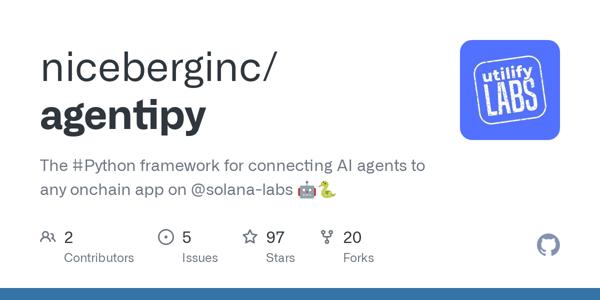 niceberginc/
agentipy
utilify
LABS
The #Python framework for connecting AI agents to
any onchain app on @solana-labs 🤖🐍
2
Contributors
5
Issues
97
Stars
20
Forks